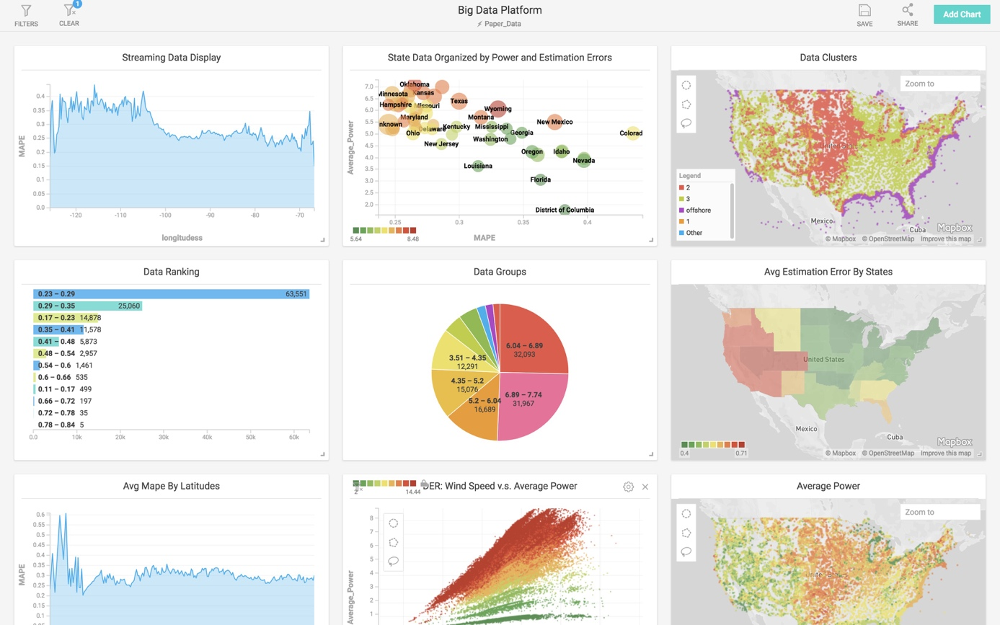 FILTERS
1
CLEAR
Big Data Platform
Paper_Data
SAVE
SHARE
Add Chart
Streaming Data Display
MAPE
0.4
0.35
0.3
0.25
0.2
0.15
0.1
0.05
0.0
-120 -110 -100 -90 -80 -70
longitudess
State Data Organized by Power and Estimation Errors
Average_Power
7.0
6.5
6.0
5.5
5.0
4.5
4.0
3.5
3.0
2.5
2.0
Oklahoma
Minnesota
Kansas
Texas
Hampshire
Missouri
Wyoming
Maryland
Montana
New Mexico
nknown
Delaware
Kentucky
Mississippi
Ohio
Georgia
Colorad
New Jersey
Washington
Oregon
Idaho
Nevada
Louisiana
Florida
District of Columbia
0.25 0.3 0.35 0.4
5.64 8.48
MAPE
Data Clusters
Zoom to
United States
Legend
2
3
offshore
1
Other
Mexico
Cuba
Mapbox
© Mapbox © OpenStreetMap Improve this map
Data Ranking
0.23 – 0.29 63,551
0.29 – 0.35 25,060
0.17 – 0.23 14,878
0.35 – 0.41 11,578
0.41 – 0.48 5,873
0.48 – 0.54 2,957
0.54 – 0.6 1,461
0.6 – 0.66 535
0.11 – 0.17 499
0.66 – 0.72 197
0.72 – 0.78 35
0.78 – 0.84 5
0.0 10k 20k 30k 40k 50k 60k
Data Groups
6.04 – 6.89
32,093
3.51 – 4.35
12,291
4.35 – 5.2
15,076
5.2 – 6.04
16,689
6.89 – 7.74
31,967
Avg Estimation Error By States
United States
Mexico
Cuba
0.4 0.71
Mapbox
© Mapbox © OpenStreetMap Improve this map
Avg Mape By Latitudes
MAPE
0.6
0.55
0.5
0.45
0.4
0.35
0.3
0.25
0.2
0.15
0.1
0.05
2 14.44
DER: Wind Speed v.s. Average Power
Average_Power
8
7
6
5
4
3
2
1
Average Power
Zoom to
United States